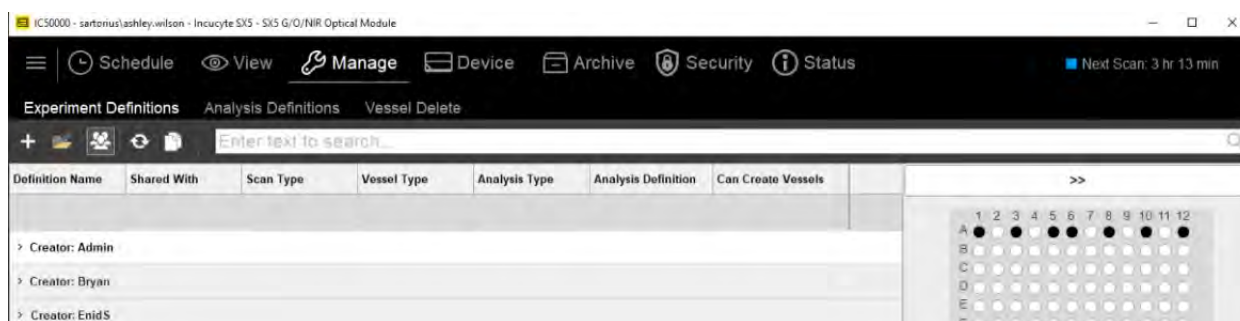 IC50000 - sartorius\ashley.wilson - Incucyte SX5 - SX5 G/O/NIR Optical Module
Schedule View Manage Device Archive Security Status Next Scan: 3 hr 13 min
Experiment Definitions Analysis Definitions Vessel Delete
Enter text to search...
Definition Name Shared With Scan Type Vessel Type Analysis Type Analysis Definition Can Create Vessels >>
1 2 3 4 5 6 7 8 9 10 11 12
A
> Creator: Admin
B
C
> Creator: Bryan
D
E
> Creator: EnidS